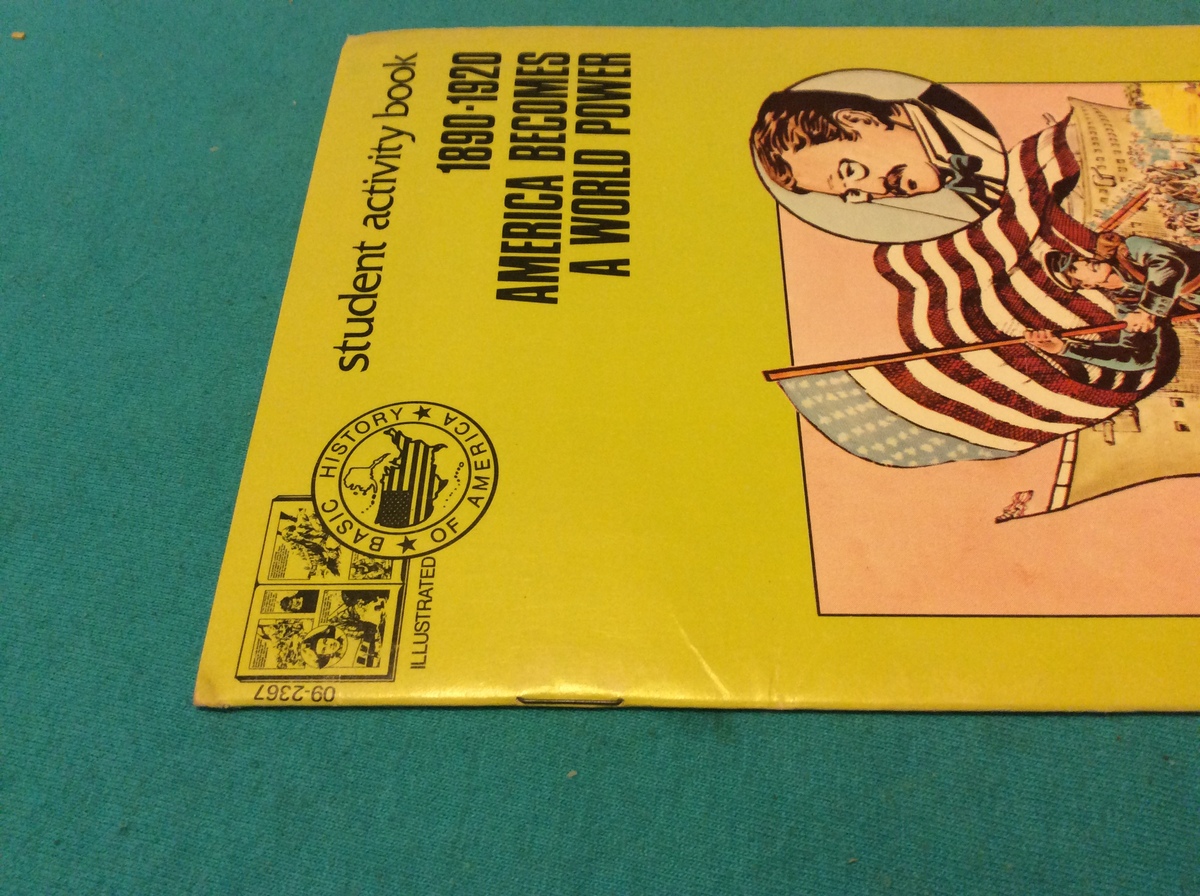 student activity book
1890-1920
AMERICA BECOMES
A WORLD POWER
BASIC HISTORY
OF AMERICA
ILLUSTRATED
09-2367